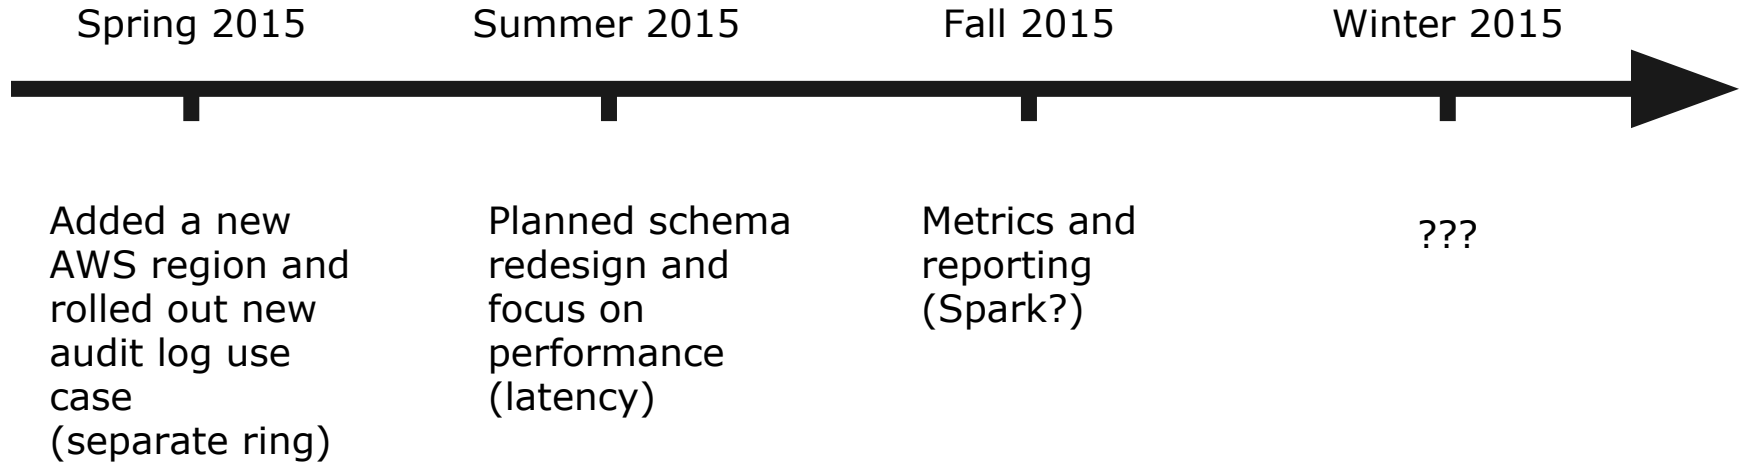 Spring 2015
Summer 2015
Fall 2015
Winter 2015
Added a new
AWS region and
rolled out new
audit log use
case
(separate ring)
Planned schema
redesign and
focus on
performance
(latency)
Metrics and
reporting
(Spark?)
???